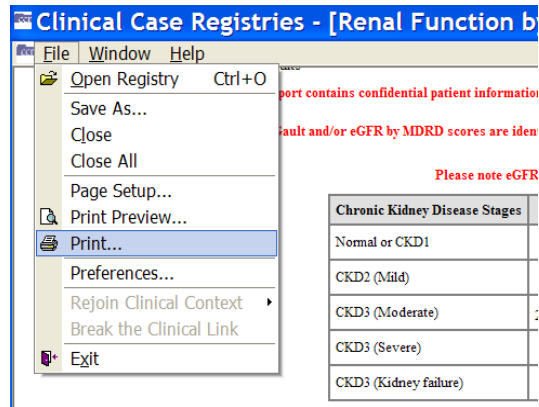 Clinical Case Registries - [Renal Function by
File Window Help
Open Registry Ctrl+O
Save As...
Close
Close All
Page Setup...
Print Preview...
Print...
Preferences...
Rejoin Clinical Context
Break the Clinical Link
Exit
port contains confidential patient informatio
Gault and/or eGFR by MDRD scores are iden
Please note eGFR
Chronic Kidney Disease Stages
Normal or CKD1
CKD2 (Mild)
CKD3 (Moderate) 2
CKD3 (Severe)
CKD3 (Kidney failure)